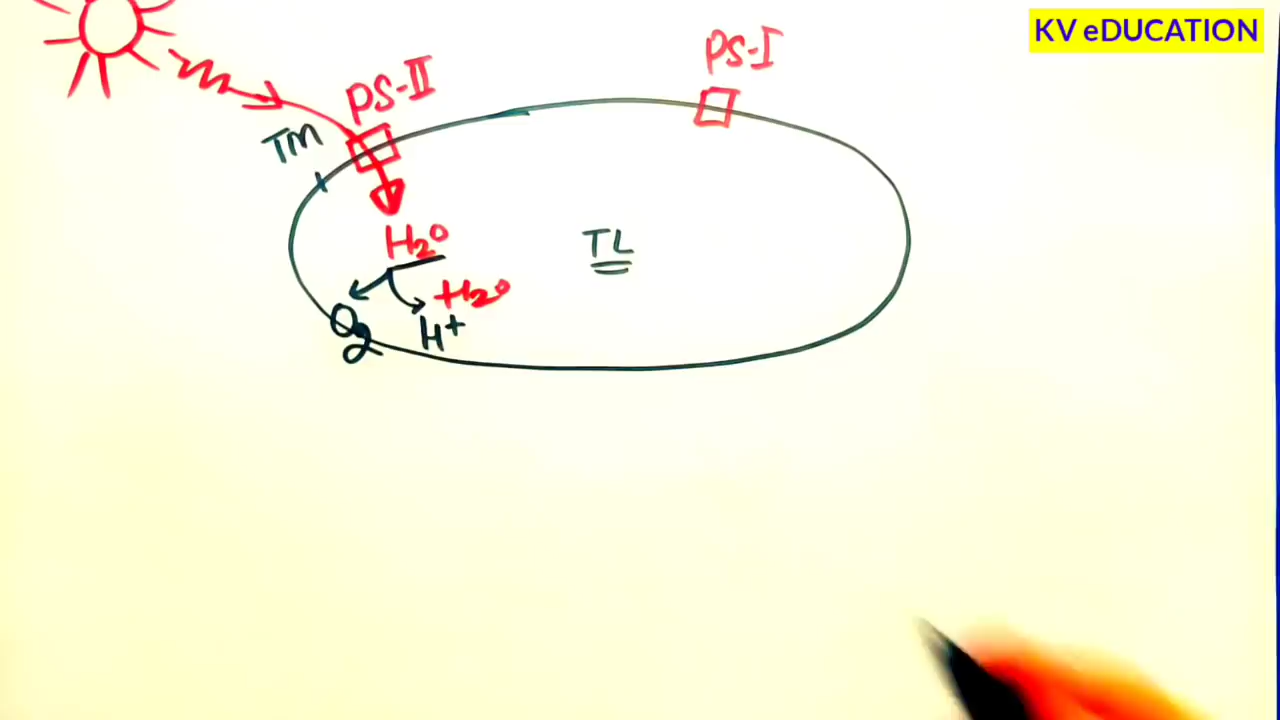 KV eDUCATION
PS-I
PS-II
TM
TL
H2O
H2O
O2
H+